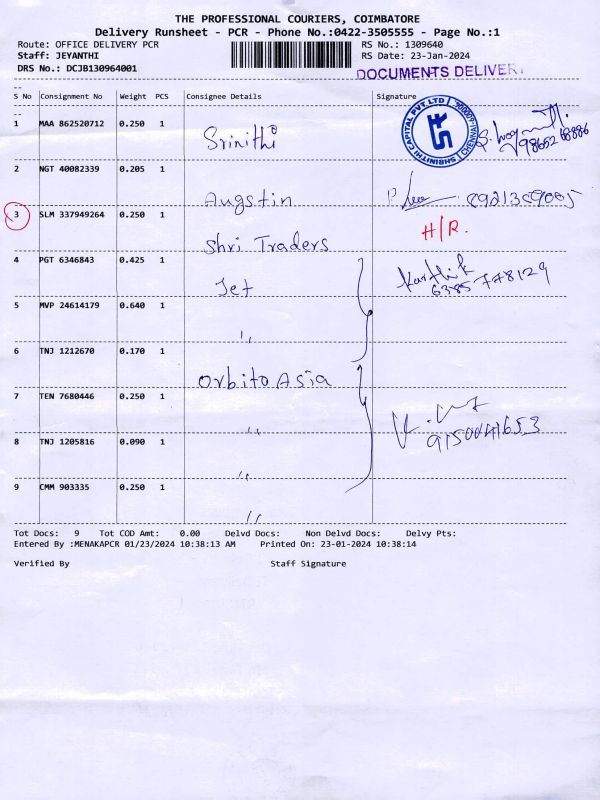 THE PROFESSIONAL COURIERS, COIMBATORE
Delivery Runsheet - PCR - Phone No.:0422-3505555 - Page No.:1
Route: OFFICE DELIVERY PCR
RS No.: 1309640
Staff: JEYANTHI
RS Date: 23-Jan-2024
DRS No.: DCJB130964001
DOCUMENTS DELIVERY
--
S No Consignment No Weight PCS Consignee Details Signature
--
1 MAA 862520712 0.250 1 Srinithi
SHRINITHI CAPITAL PVT LTD CHENNAI
9865268886
2 NGT 40082339 0.205 1 Augstin
8921389005
3 SLM 337949264 0.250 1 Shri Traders H/R.
4 PGT 6346843 0.425 1 Jet Karthik
6385778129
5 MVP 24614179 0.640 1 "
6 TNJ 1212670 0.170 1 Orbito Asia
7 TEN 7680446 0.250 1 "
9150041653
8 TNJ 1205816 0.090 1 "
9 CMM 903335 0.250 1 "
Tot Docs: 9 Tot COD Amt: 0.00 Delvd Docs: Non Delvd Docs: Delvy Pts:
Entered By :MENAKAPCR 01/23/2024 10:38:13 AM Printed On: 23-01-2024 10:38:14
Verified By Staff Signature